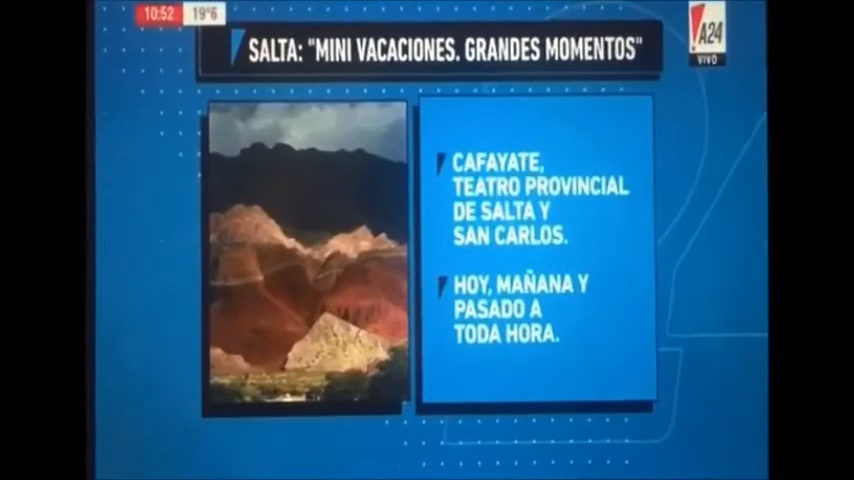 10:52 19°6
SALTA: "MINI VACACIONES. GRANDES MOMENTOS"
A24
VIVO
CAFAYATE,
TEATRO PROVINCIAL
DE SALTA Y
SAN CARLOS.
HOY, MAÑANA Y
PASADO A
TODA HORA.